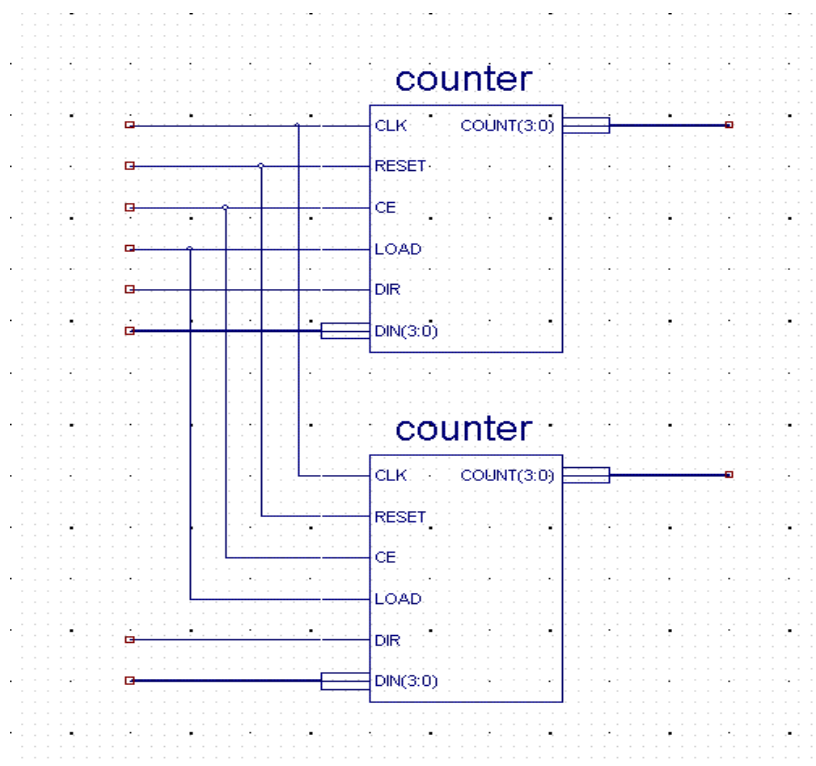 counter
CLK COUNT(3:0)
RESET
CE
LOAD
DIR
DIN(3:0)
counter
CLK COUNT(3:0)
RESET
CE
LOAD
DIR
DIN(3:0)